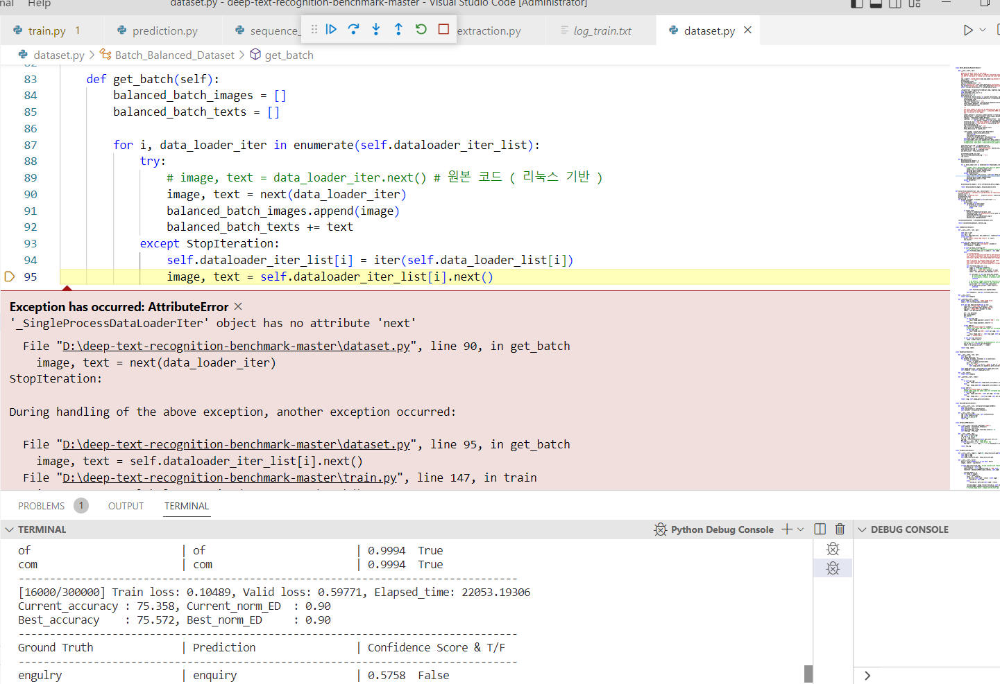 Help
dataset.py - deep-text-recognition-benchmark-master - Visual Studio Code [Administrator]
train.py 1 prediction.py sequence_ extraction.py log_train.txt dataset.py
dataset.py > Batch_Balanced_Dataset > get_batch
82
83 def get_batch(self):
84 balanced_batch_images = []
85 balanced_batch_texts = []
86
87 for i, data_loader_iter in enumerate(self.dataloader_iter_list):
88 try:
89 # image, text = data_loader_iter.next() # 원본 코드 ( 리눅스 기반 )
90 image, text = next(data_loader_iter)
91 balanced_batch_images.append(image)
92 balanced_batch_texts += text
93 except StopIteration:
94 self.dataloader_iter_list[i] = iter(self.data_loader_list[i])
95 image, text = self.dataloader_iter_list[i].next()
Exception has occurred: AttributeError
'_SingleProcessDataLoaderIter' object has no attribute 'next'
File "D:\deep-text-recognition-benchmark-master\dataset.py", line 90, in get_batch
image, text = next(data_loader_iter)
StopIteration:
During handling of the above exception, another exception occurred:
File "D:\deep-text-recognition-benchmark-master\dataset.py", line 95, in get_batch
image, text = self.dataloader_iter_list[i].next()
File "D:\deep-text-recognition-benchmark-master\train.py", line 147, in train
PROBLEMS 1 OUTPUT TERMINAL
TERMINAL Python Debug Console DEBUG CONSOLE
of | of | 0.9994 True
com | com | 0.9994 True
--------------------------------------------------------------------------------
[16000/300000] Train loss: 0.10489, Valid loss: 0.59771, Elapsed_time: 22053.19306
Current_accuracy : 75.358, Current_norm_ED : 0.90
Best_accuracy : 75.572, Best_norm_ED : 0.90
--------------------------------------------------------------------------------
Ground Truth | Prediction | Confidence Score & T/F
--------------------------------------------------------------------------------
engulry | enquiry | 0.5758 False